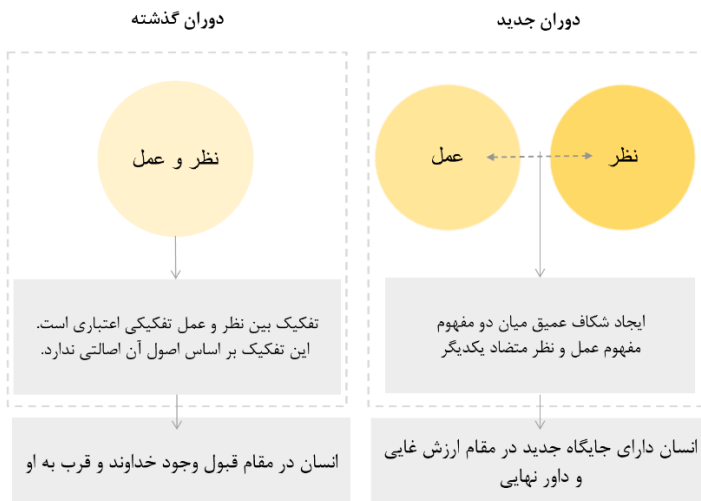 دوران جدید
نظر
عمل
ایجاد شکاف عمیق میان دو مفهوم
مفهوم عمل و نظر متضاد یکدیگر
انسان دارای جایگاه جدید در مقام ارزش غایی
و داور نهایی
دوران گذشته
نظر و عمل
تفکیک بین نظر و عمل تفکیکی اعتباری است.
این تفکیک بر اساس اصول آن اصالتی ندارد.
انسان در مقام قبول وجود خداوند و قرب به او